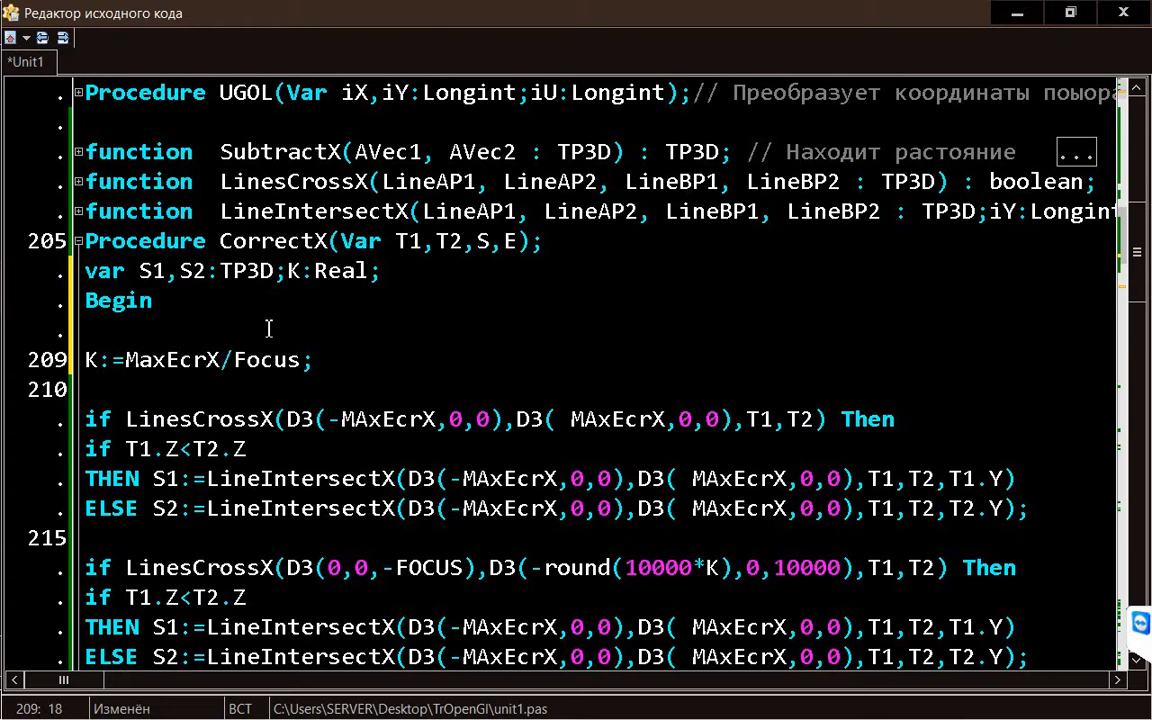 Редактор исходного кода
*Unit1
. Procedure UGOL(Var iX,iY:Longint;iU:Longint);// Преобразует координаты
.
. function  SubtractX(AVec1, AVec2 : TP3D) : TP3D; // Находит растояние ...
. function  LinesCrossX(LineAP1, LineAP2, LineBP1, LineBP2 : TP3D) : boolean;
. function  LineIntersectX(LineAP1, LineAP2, LineBP1, LineBP2 : TP3D;iY:Longint
205 Procedure CorrectX(Var T1,T2,S,E);
. var S1,S2:TP3D;K:Real;
. Begin
.
209 K:=MaxEcrX/Focus;
210
. if LinesCrossX(D3(-MAxEcrX,0,0),D3( MAxEcrX,0,0),T1,T2) Then
. if T1.Z<T2.Z
. THEN S1:=LineIntersectX(D3(-MAxEcrX,0,0),D3( MAxEcrX,0,0),T1,T2,T1.Y)
. ELSE S2:=LineIntersectX(D3(-MAxEcrX,0,0),D3( MAxEcrX,0,0),T1,T2,T2.Y);
215
. if LinesCrossX(D3(0,0,-FOCUS),D3(-round(10000*K),0,10000),T1,T2) Then
. if T1.Z<T2.Z
. THEN S1:=LineIntersectX(D3(-MAxEcrX,0,0),D3( MAxEcrX,0,0),T1,T2,T1.Y)
. ELSE S2:=LineIntersectX(D3(-MAxEcrX,0,0),D3( MAxEcrX,0,0),T1,T2,T2.Y);
209: 18 Изменён ВСТ C:\Users\SERVER\Desktop\TrOpenGl\unit1.pas